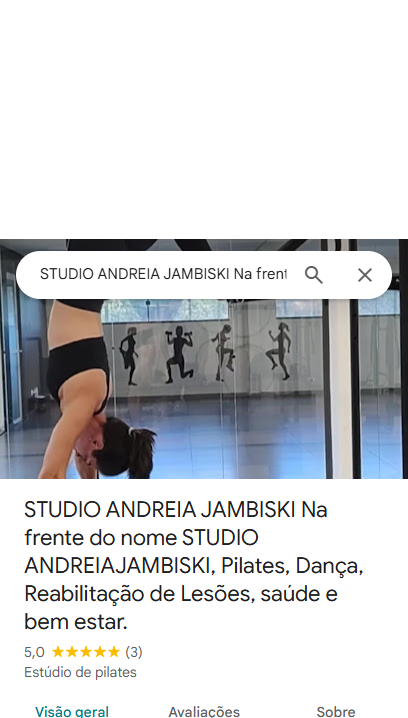 STUDIO ANDREIA JAMBISKI Na frent
STUDIO ANDREIA JAMBISKI Na
frente do nome STUDIO
ANDREIAJAMBISKI, Pilates, Dança,
Reabilitação de Lesões, saúde e
bem estar.
5,0 ★★★★★ (3)
Estúdio de pilates
Visão geral Avaliações Sobre